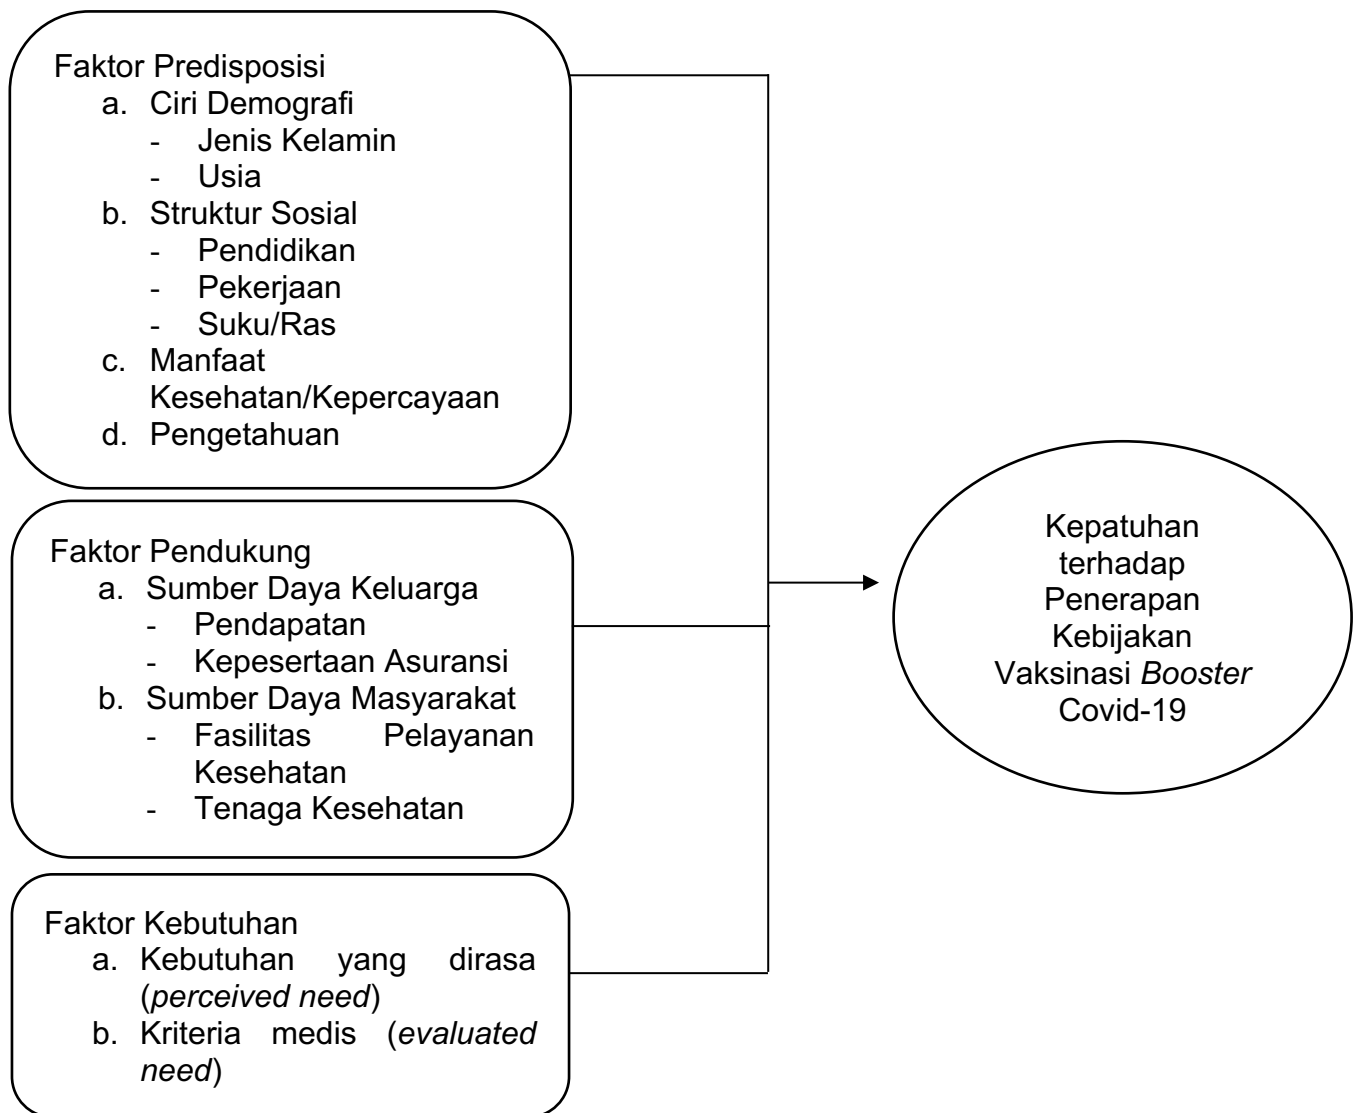 Faktor Predisposisi
a. Ciri Demografi
- Jenis Kelamin
- Usia
b. Struktur Sosial
- Pendidikan
- Pekerjaan
- Suku/Ras
c. Manfaat
Kesehatan/Kepercayaan
d. Pengetahuan
Faktor Pendukung
a. Sumber Daya Keluarga
- Pendapatan
- Kepesertaan Asuransi
b. Sumber Daya Masyarakat
- Fasilitas Pelayanan
Kesehatan
- Tenaga Kesehatan
Faktor Kebutuhan
a. Kebutuhan yang dirasa
(perceived need)
b. Kriteria medis (evaluated
need)
Kepatuhan
terhadap
Penerapan
Kebijakan
Vaksinasi Booster
Covid-19